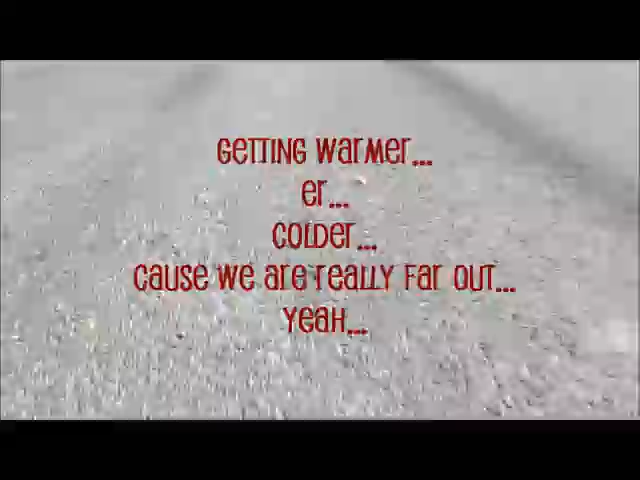 GETTING WARMER...
ER...
COLDER...
CAUSE WE ARE REALLY FAR OUT...
YEAH...